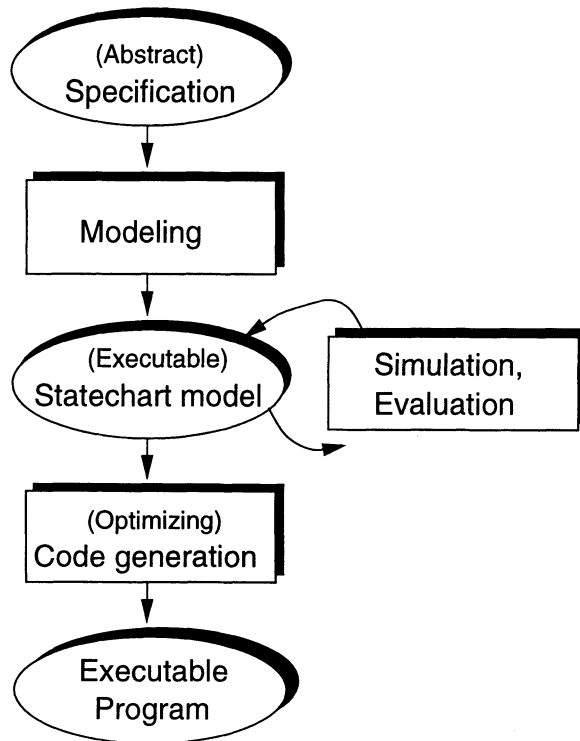 (Abstract)
Specification
Modeling
(Executable)
Statechart model
Simulation,
Evaluation
(Optimizing)
Code generation
Executable
Program